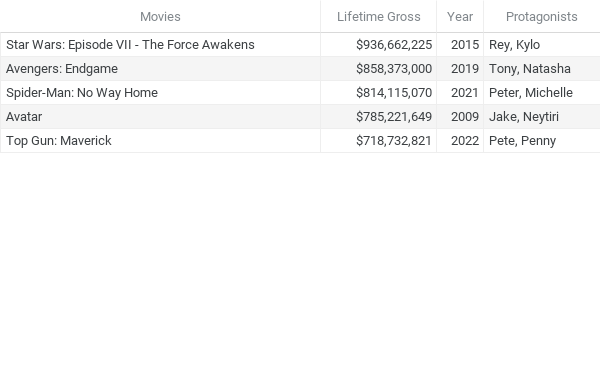 Movies Lifetime Gross Year Protagonists
Star Wars: Episode VII - The Force Awakens $936,662,225 2015 Rey, Kylo
Avengers: Endgame $858,373,000 2019 Tony, Natasha
Spider-Man: No Way Home $814,115,070 2021 Peter, Michelle
Avatar $785,221,649 2009 Jake, Neytiri
Top Gun: Maverick $718,732,821 2022 Pete, Penny